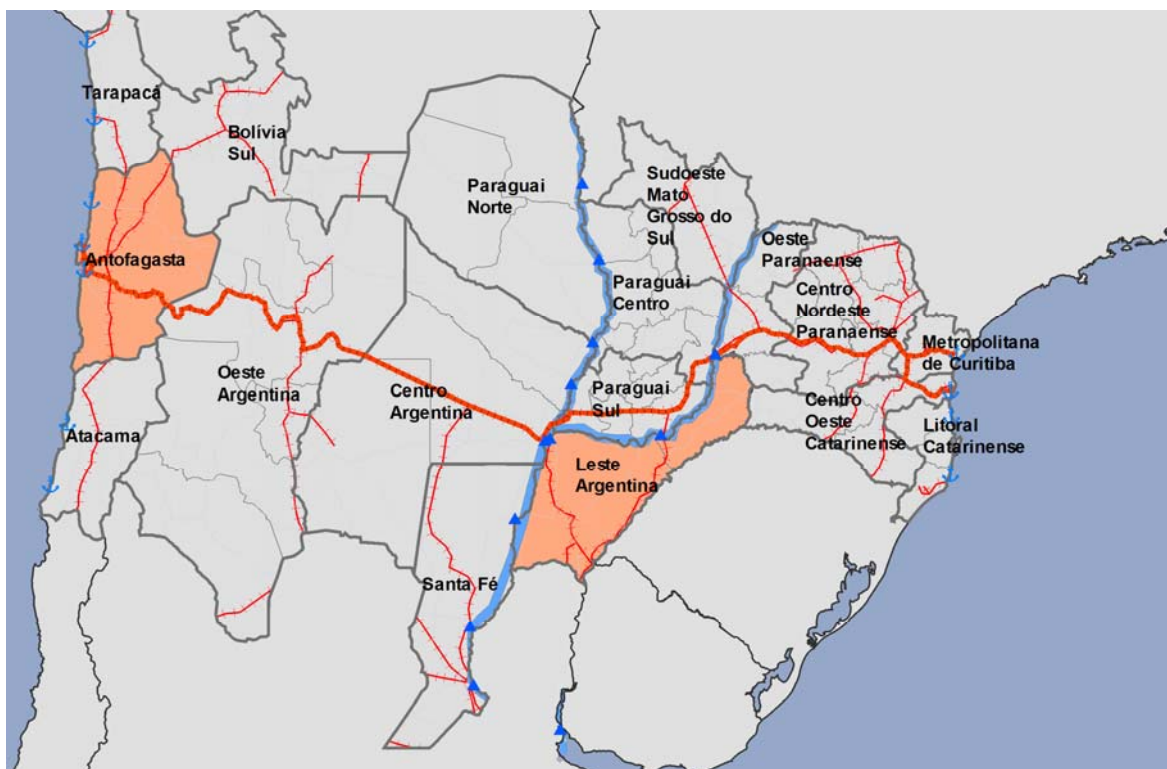 Tarapacá
Bolívia
Sul
Antofagasta
Paraguai
Norte
Sudoeste
Mato
Grosso do
Sul
Oeste
Paranaense
Paraguai
Centro
Centro
Nordeste
Paranaense
Metropolitana
de Curitiba
Oeste
Argentina
Centro
Argentina
Paraguai
Sul
Centro
Oeste
Catarinense
Litoral
Catarinense
Atacama
Leste
Argentina
Santa Fé